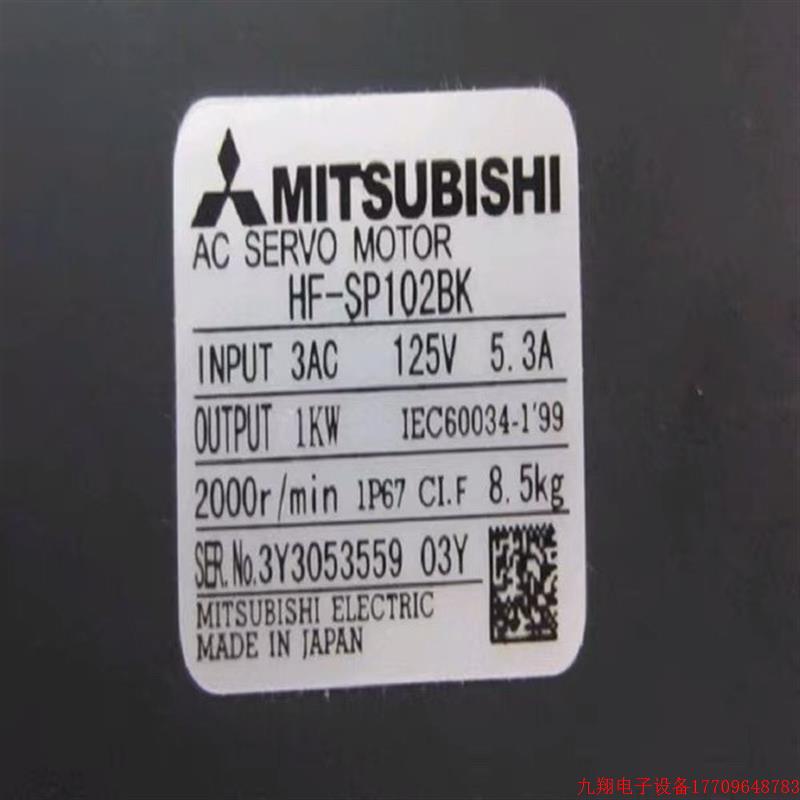 MITSUBISHI
AC SERVO MOTOR
HF-SP102BK
INPUT 3AC 125V 5.3A
OUTPUT 1KW IEC60034-1'99
2000r/min 1P67 CI.F 8.5kg
SER.No.3Y3053559 03Y
MITSUBISHI ELECTRIC
MADE IN JAPAN
九翔电子设备17709648783